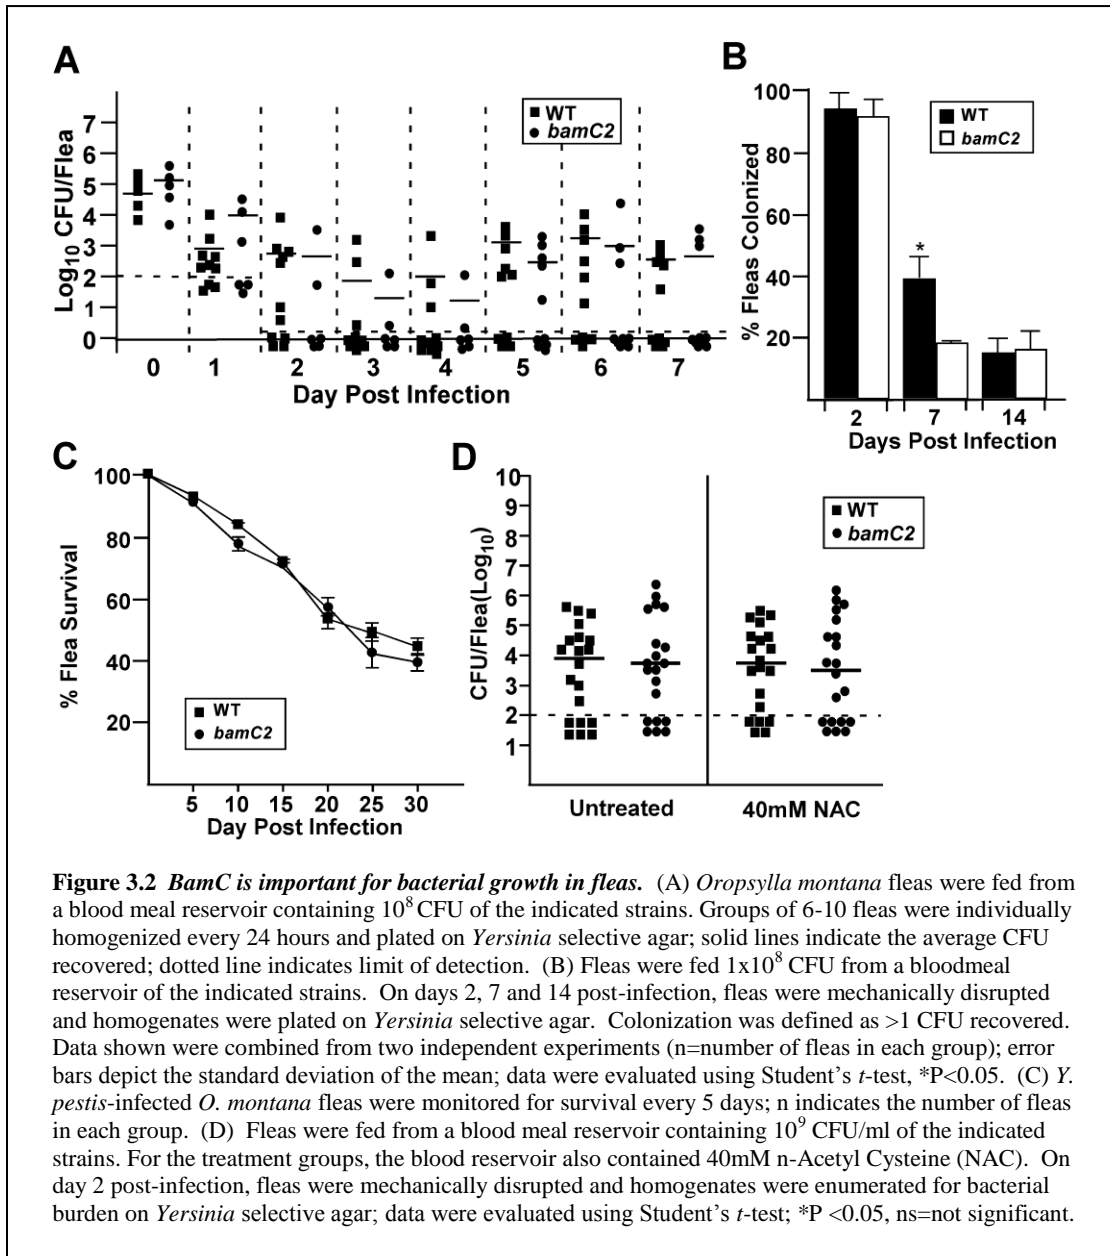 A
Log10 CFU/Flea
7
6
5
4
3
2
1
0
WT
bamC2
0 1 2 3 4 5 6 7
Day Post Infection
B
% Fleas Colonized
100
80
60
40
20
WT
bamC2
*
2 7 14
Days Post Infection
C
% Flea Survival
100
80
60
40
20
WT
bamC2
5 10 15 20 25 30
Day Post Infection
D
CFU/Flea(Log10)
10
9
8
7
6
5
4
3
2
1
WT
bamC2
Untreated 40mM NAC
Figure 3.2 BamC is important for bacterial growth in fleas. (A) Oropsylla montana fleas were fed from
a blood meal reservoir containing 10^8 CFU of the indicated strains. Groups of 6-10 fleas were individually
homogenized every 24 hours and plated on Yersinia selective agar; solid lines indicate the average CFU
recovered; dotted line indicates limit of detection. (B) Fleas were fed 1x10^8 CFU from a bloodmeal
reservoir of the indicated strains. On days 2, 7 and 14 post-infection, fleas were mechanically disrupted
and homogenates were plated on Yersinia selective agar. Colonization was defined as >1 CFU recovered.
Data shown were combined from two independent experiments (n=number of fleas in each group); error
bars depict the standard deviation of the mean; data were evaluated using Student's t-test, *P<0.05. (C) Y.
pestis-infected O. montana fleas were monitored for survival every 5 days; n indicates the number of fleas
in each group. (D) Fleas were fed from a blood meal reservoir containing 10^9 CFU/ml of the indicated
strains. For the treatment groups, the blood reservoir also contained 40mM n-Acetyl Cysteine (NAC). On
day 2 post-infection, fleas were mechanically disrupted and homogenates were enumerated for bacterial
burden on Yersinia selective agar; data were evaluated using Student's t-test; *P <0.05, ns=not significant.